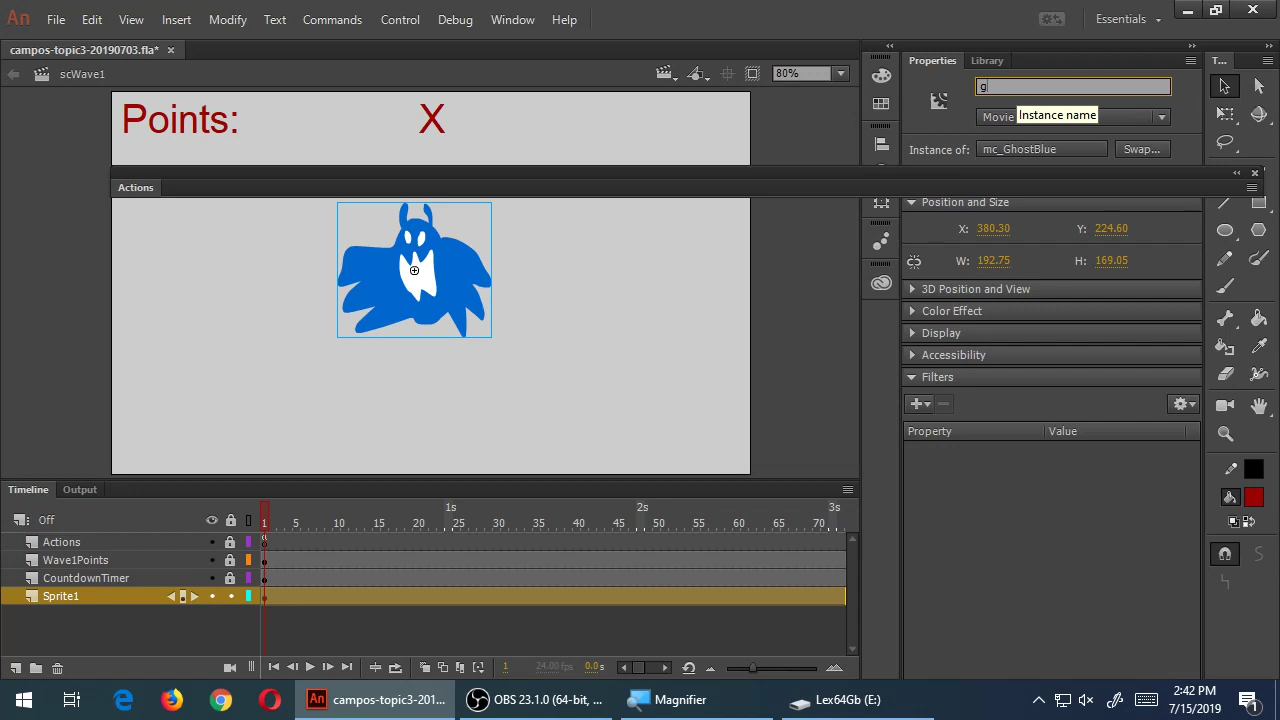 An File Edit View Insert Modify Text Commands Control Debug Window Help Essentials
campos-topic3-20190703.fla* ×
scWave1 80%
Properties Library T...
g
Instance name
Movie
Instance of: mc_GhostBlue Swap...
Points: X
Actions
Position and Size
X: 380.30 Y: 224.60
W: 192.75 H: 169.05
3D Position and View
Color Effect
Display
Accessibility
Filters
Property Value
Timeline Output
1s 2s 3s
Off 1 5 10 15 20 25 30 35 40 45 50 55 60 65 70
Actions
Wave1Points
CountdownTimer
Sprite1
1 24.00 fps 0.0 s
campos-topic3-201... OBS 23.1.0 (64-bit, ... Magnifier Lex64Gb (E:)
2:42 PM
7/15/2019
1